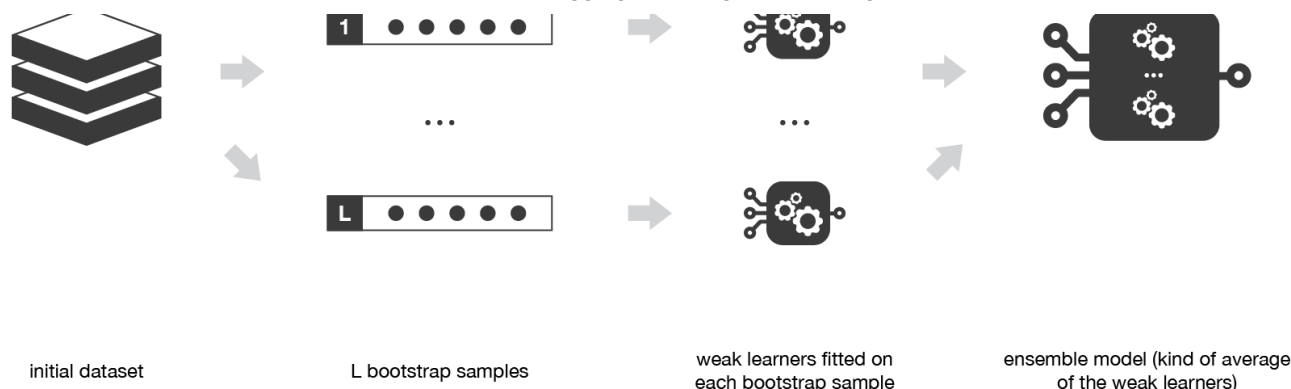 1
...
...
...
L
initial dataset
L bootstrap samples
weak learners fitted on
each bootstrap sample
ensemble model (kind of average
of the weak learners)